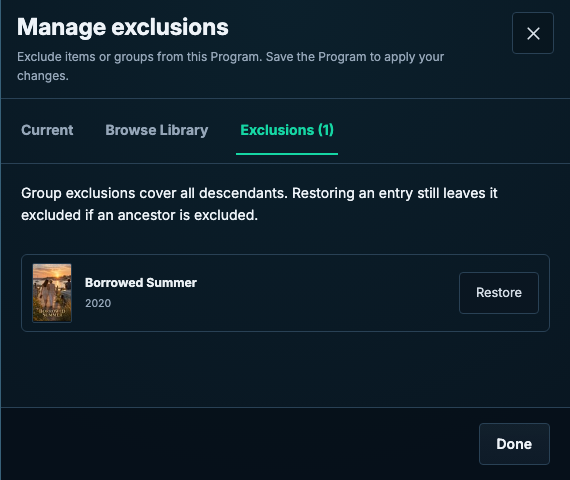 Manage exclusions
Exclude items or groups from this Program. Save the Program to apply your
changes.
Current
Browse Library
Exclusions (1)
Group exclusions cover all descendants. Restoring an entry still leaves it
excluded if an ancestor is excluded.
BORROWED
SUMMER
Borrowed Summer
2020
Restore
Done